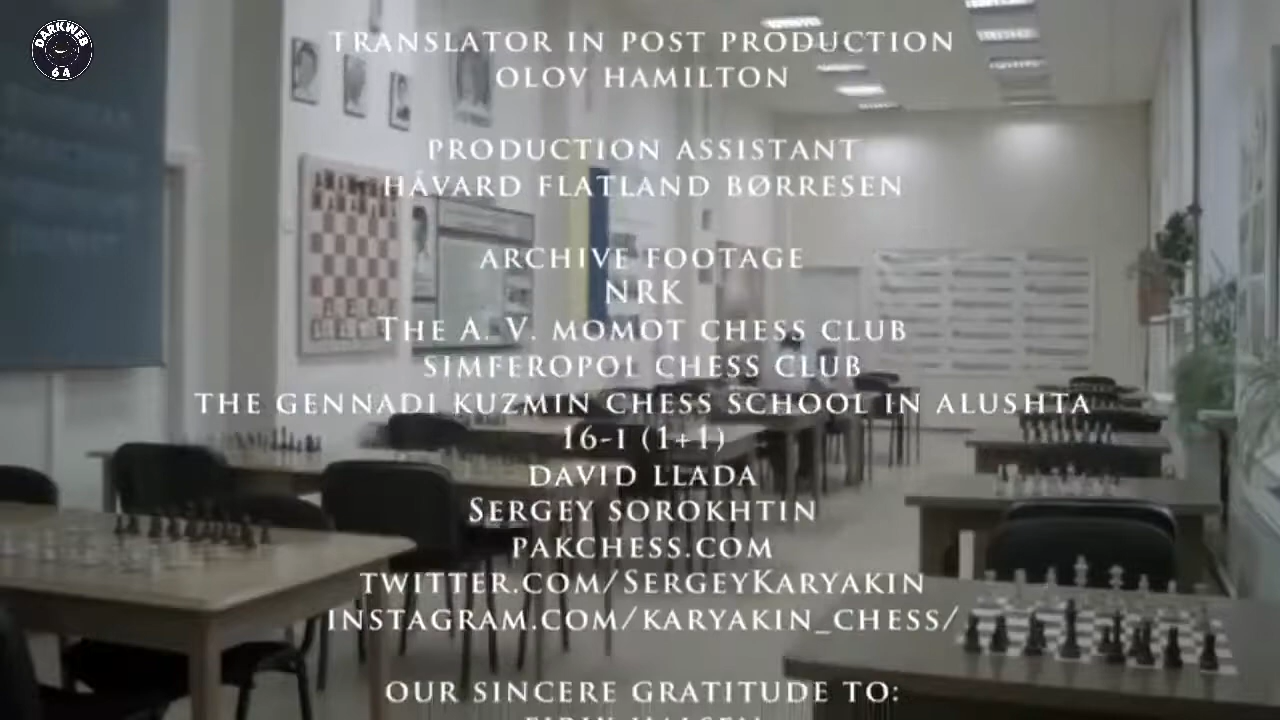 DARKWEB
64
TRANSLATOR IN POST PRODUCTION
OLOV HAMILTON
PRODUCTION ASSISTANT
HÅVARD FLATLAND BØRRESEN
ARCHIVE FOOTAGE
NRK
THE A. V. MOMOT CHESS CLUB
SIMFEROPOL CHESS CLUB
THE GENNADI KUZMIN CHESS SCHOOL IN ALUSHTA
16-1 (1+1)
DAVID LLADA
SERGEY SOROKHTIN
PAKCHESS.COM
TWITTER.COM/SERGEYKARYAKIN
INSTAGRAM.COM/KARYAKIN_CHESS/
OUR SINCERE GRATITUDE TO: